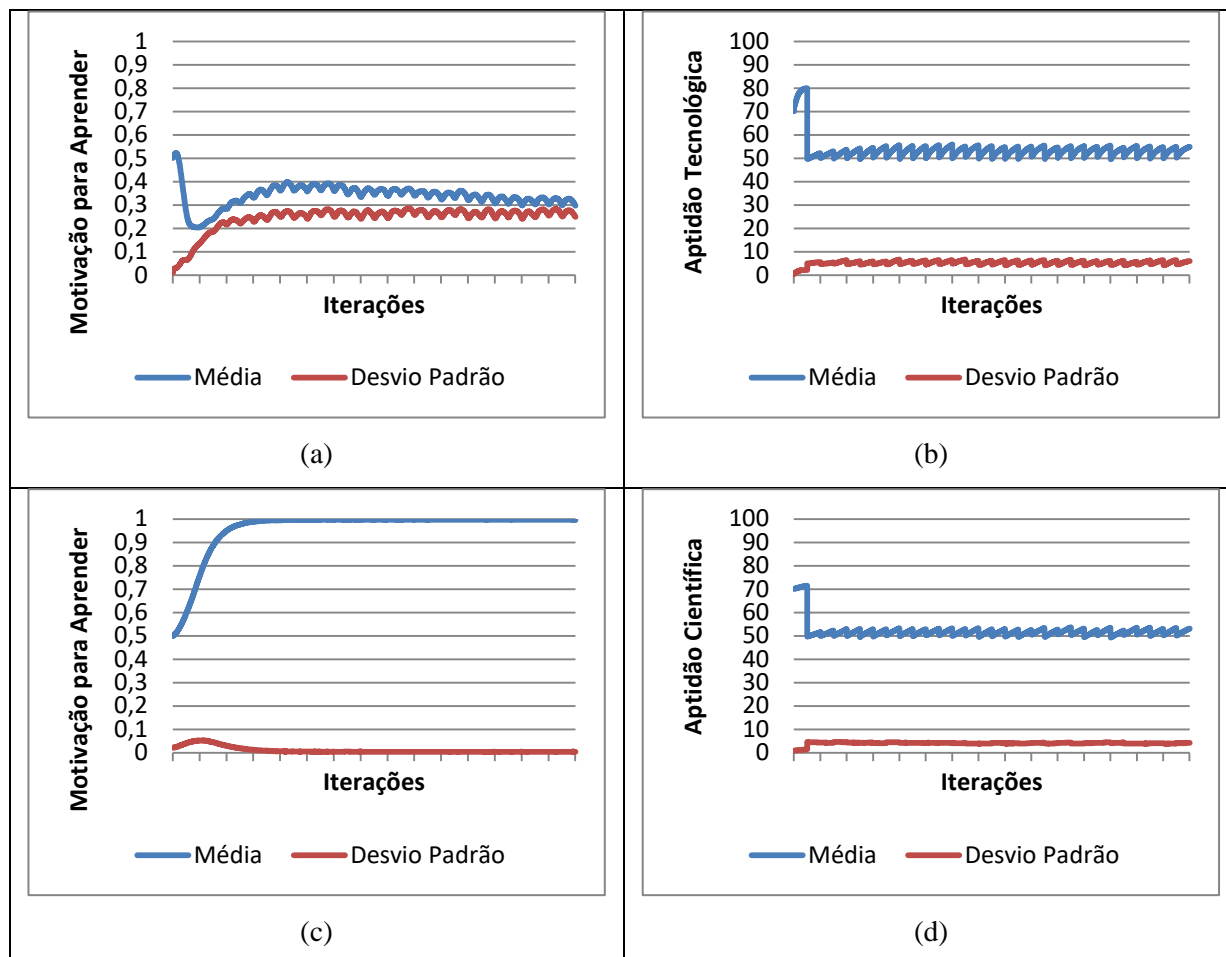 Motivação para Aprender
1
0,9
0,8
0,7
0,6
0,5
0,4
0,3
0,2
0,1
0
Iterações
Média Desvio Padrão
(a)
Aptidão Tecnológica
100
90
80
70
60
50
40
30
20
10
0
Iterações
Média Desvio Padrão
(b)
Motivação para Aprender
1
0,9
0,8
0,7
0,6
0,5
0,4
0,3
0,2
0,1
0
Iterações
Média Desvio Padrão
(c)
Aptidão Científica
100
90
80
70
60
50
40
30
20
10
0
Iterações
Média Desvio Padrão
(d)